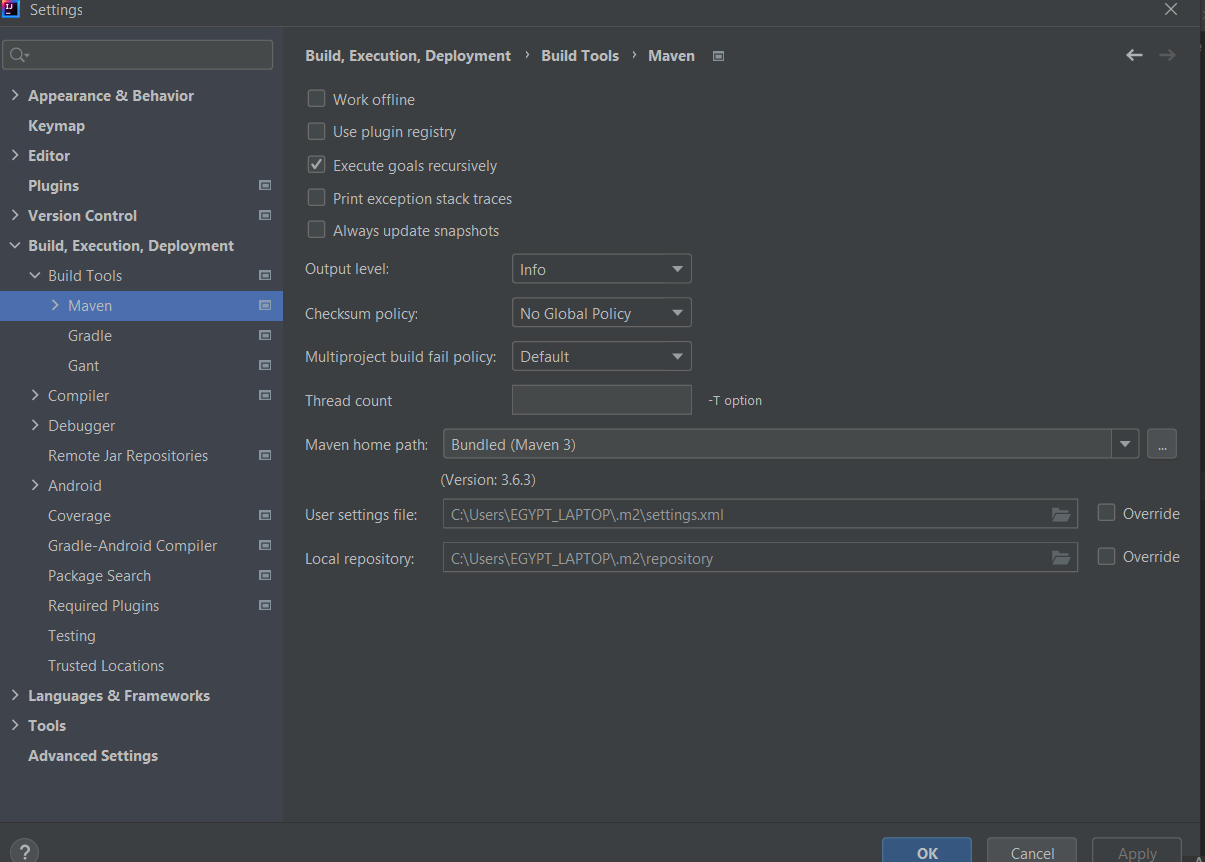 Settings
Appearance & Behavior
Keymap
Editor
Plugins
Version Control
Build, Execution, Deployment
Build Tools
Maven
Gradle
Gant
Compiler
Debugger
Remote Jar Repositories
Android
Coverage
Gradle-Android Compiler
Package Search
Required Plugins
Testing
Trusted Locations
Languages & Frameworks
Tools
Advanced Settings
?
Build, Execution, Deployment › Build Tools › Maven
Work offline
Use plugin registry
Execute goals recursively
Print exception stack traces
Always update snapshots
Output level: Info
Checksum policy: No Global Policy
Multiproject build fail policy: Default
Thread count -T option
Maven home path: Bundled (Maven 3) ...
(Version: 3.6.3)
User settings file: C:\Users\EGYPT_LAPTOP\.m2\settings.xml Override
Local repository: C:\Users\EGYPT_LAPTOP\.m2\repository Override
OK Cancel Apply